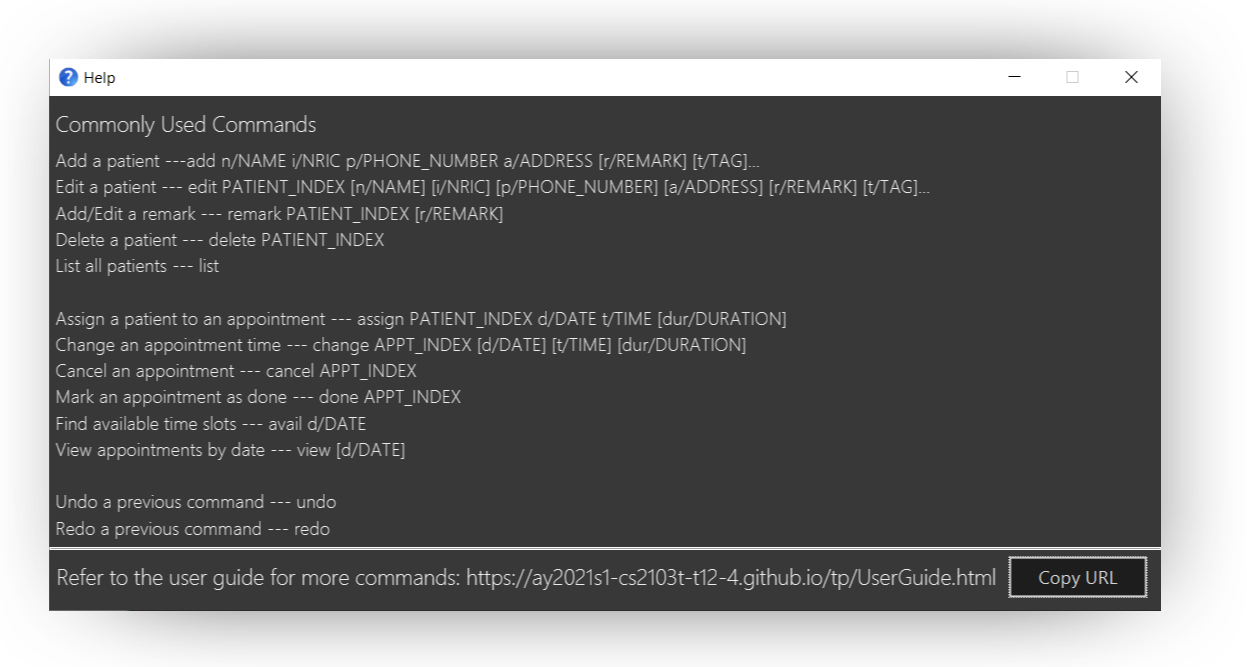 Help
Commonly Used Commands
Add a patient ---add n/NAME i/NRIC p/PHONE_NUMBER a/ADDRESS [r/REMARK] [t/TAG]...
Edit a patient --- edit PATIENT_INDEX [n/NAME] [i/NRIC] [p/PHONE_NUMBER] [a/ADDRESS] [r/REMARK] [t/TAG]...
Add/Edit a remark --- remark PATIENT_INDEX [r/REMARK]
Delete a patient --- delete PATIENT_INDEX
List all patients --- list
Assign a patient to an appointment --- assign PATIENT_INDEX d/DATE t/TIME [dur/DURATION]
Change an appointment time --- change APPT_INDEX [d/DATE] [t/TIME] [dur/DURATION]
Cancel an appointment --- cancel APPT_INDEX
Mark an appointment as done --- done APPT_INDEX
Find available time slots --- avail d/DATE
View appointments by date --- view [d/DATE]
Undo a previous command --- undo
Redo a previous command --- redo
Refer to the user guide for more commands: https://ay2021s1-cs2103t-t12-4.github.io/tp/UserGuide.html
Copy URL